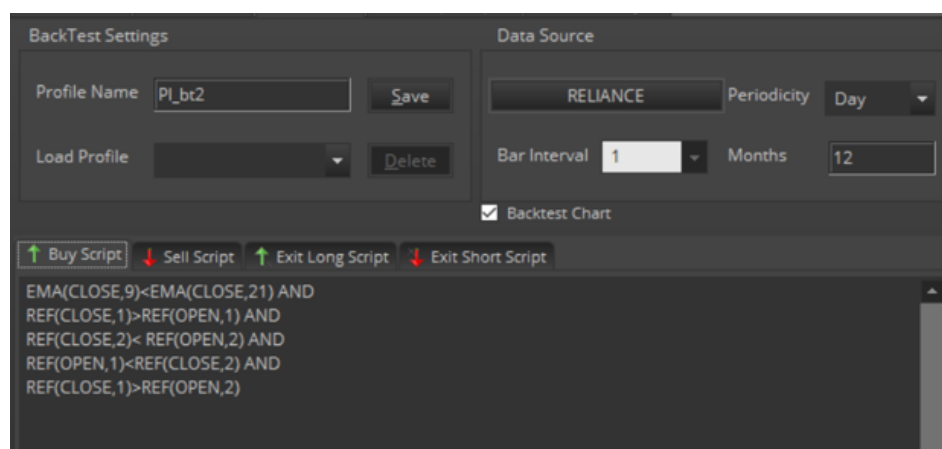 BackTest Settings
Data Source
Profile Name PI_bt2 Save
RELIANCE Periodicity Day
Load Profile Delete
Bar Interval 1 Months 12
Backtest Chart
Buy Script Sell Script Exit Long Script Exit Short Script
EMA(CLOSE,9)<EMA(CLOSE,21) AND
REF(CLOSE,1)>REF(OPEN,1) AND
REF(CLOSE,2)< REF(OPEN,2) AND
REF(OPEN,1)<REF(CLOSE,2) AND
REF(CLOSE,1)>REF(OPEN,2)